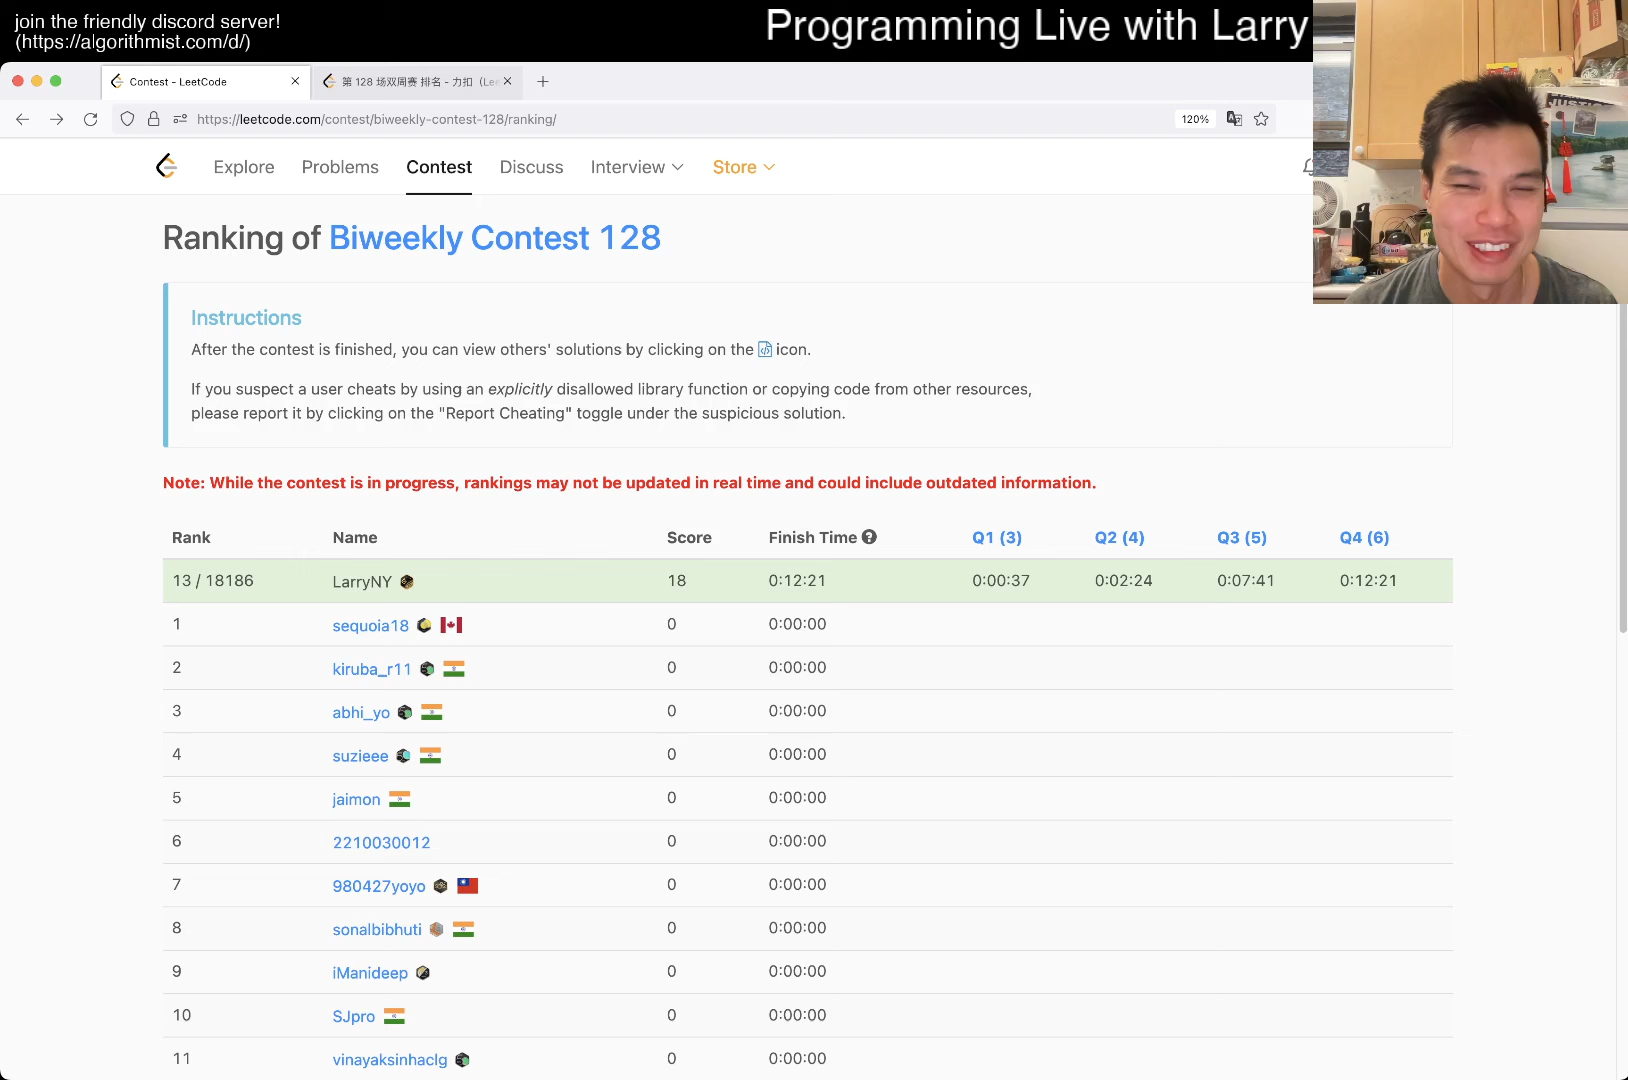 join the friendly discord server!
(https://algorithmist.com/d/)
Programming Live with Larry
Contest - LeetCode
第 128 场双周赛 排名 - 力扣 (Lee
https://leetcode.com/contest/biweekly-contest-128/ranking/
120%
Explore Problems Contest Discuss Interview Store
Ranking of Biweekly Contest 128
Instructions
After the contest is finished, you can view others' solutions by clicking on the icon.
If you suspect a user cheats by using an explicitly disallowed library function or copying code from other resources,
please report it by clicking on the "Report Cheating" toggle under the suspicious solution.
Note: While the contest is in progress, rankings may not be updated in real time and could include outdated information.
Rank Name Score Finish Time Q1 (3) Q2 (4) Q3 (5) Q4 (6)
13 / 18186 LarryNY 18 0:12:21 0:00:37 0:02:24 0:07:41 0:12:21
1 sequoia18 0 0:00:00
2 kiruba_r11 0 0:00:00
3 abhi_yo 0 0:00:00
4 suzieee 0 0:00:00
5 jaimon 0 0:00:00
6 2210030012 0 0:00:00
7 980427yoyo 0 0:00:00
8 sonalbibhuti 0 0:00:00
9 iManideep 0 0:00:00
10 SJpro 0 0:00:00
11 vinayaksinhaclg 0 0:00:00